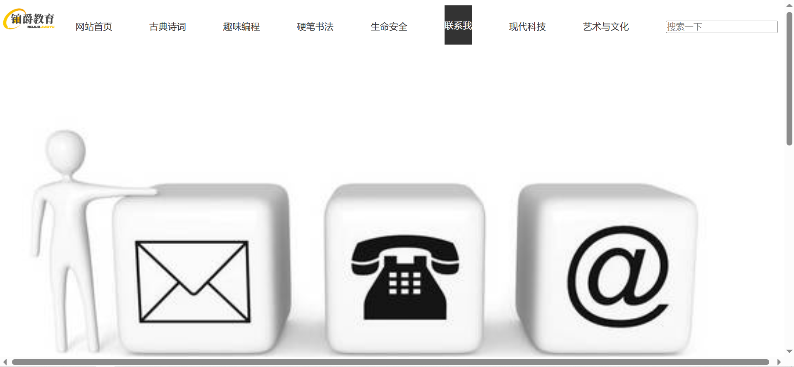 铂爵教育
网站首页 古典诗词 趣味编程 硬笔书法 生命安全 联系我 现代科技 艺术与文化 搜索一下
@